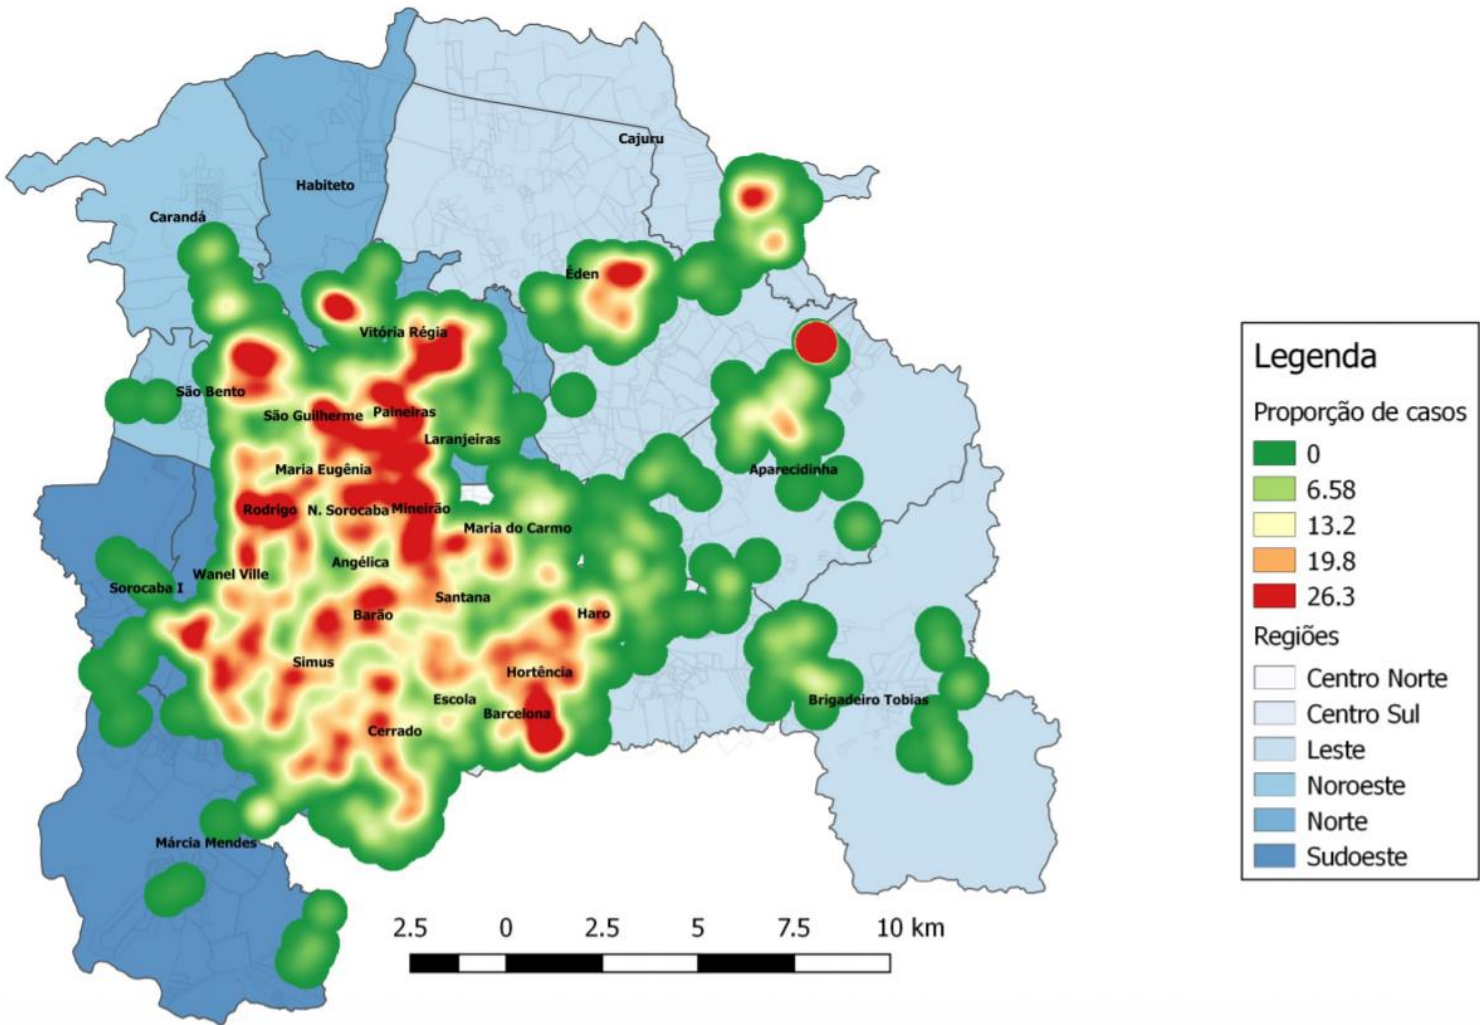 Cajuru
Habiteto
Carandá
Éden
Vitória Régia
São Bento
São Guilherme
Paineiras
Laranjeiras
Maria Eugênia
Aparecidinha
Rodrigo
N. Sorocaba
Mineirão
Maria do Carmo
Angélica
Wanel Ville
Sorocaba I
Santana
Barão
Haro
Simus
Hortência
Escola
Brigadeiro Tobias
Barcelona
Cerrado
Márcia Mendes
2.5 0 2.5 5 7.5 10 km
Legenda
Proporção de casos
0
6.58
13.2
19.8
26.3
Regiões
Centro Norte
Centro Sul
Leste
Noroeste
Norte
Sudoeste